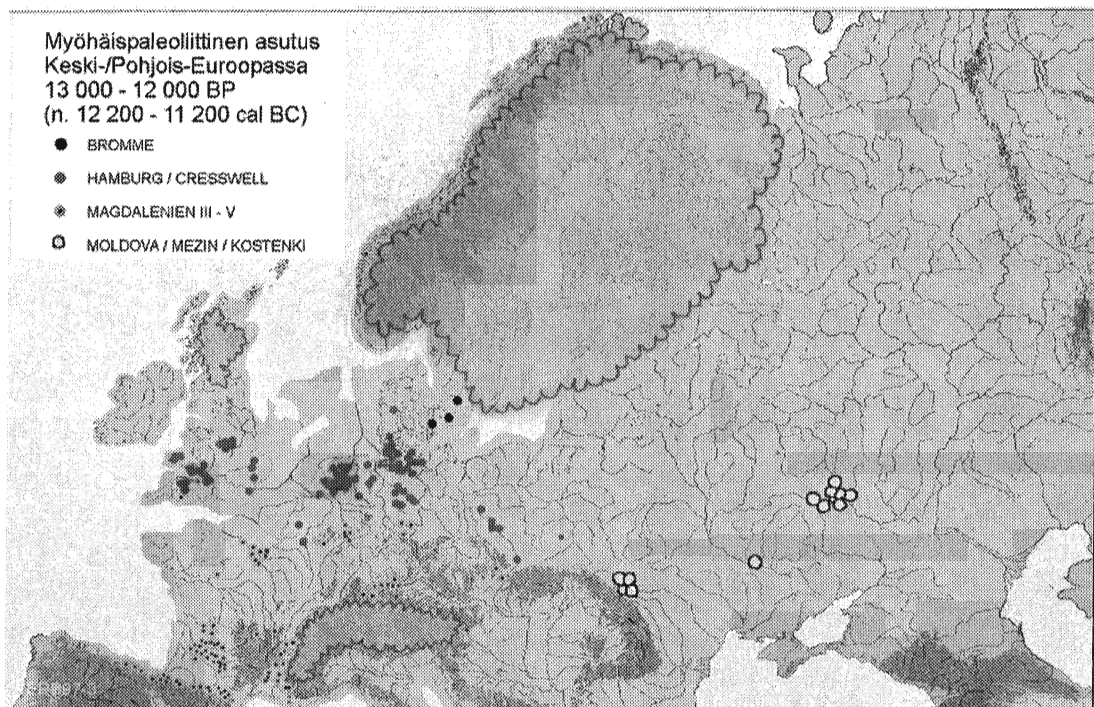 Myöhäispaleoliittinen asutus
Keski-/Pohjois-Euroopassa
13 000 - 12 000 BP
(n. 12 200 - 11 200 cal BC)
BROMME
HAMBURG / CRESSWELL
MAGDALENIEN III - V
MOLDOVA / MEZIN / KOSTENKI